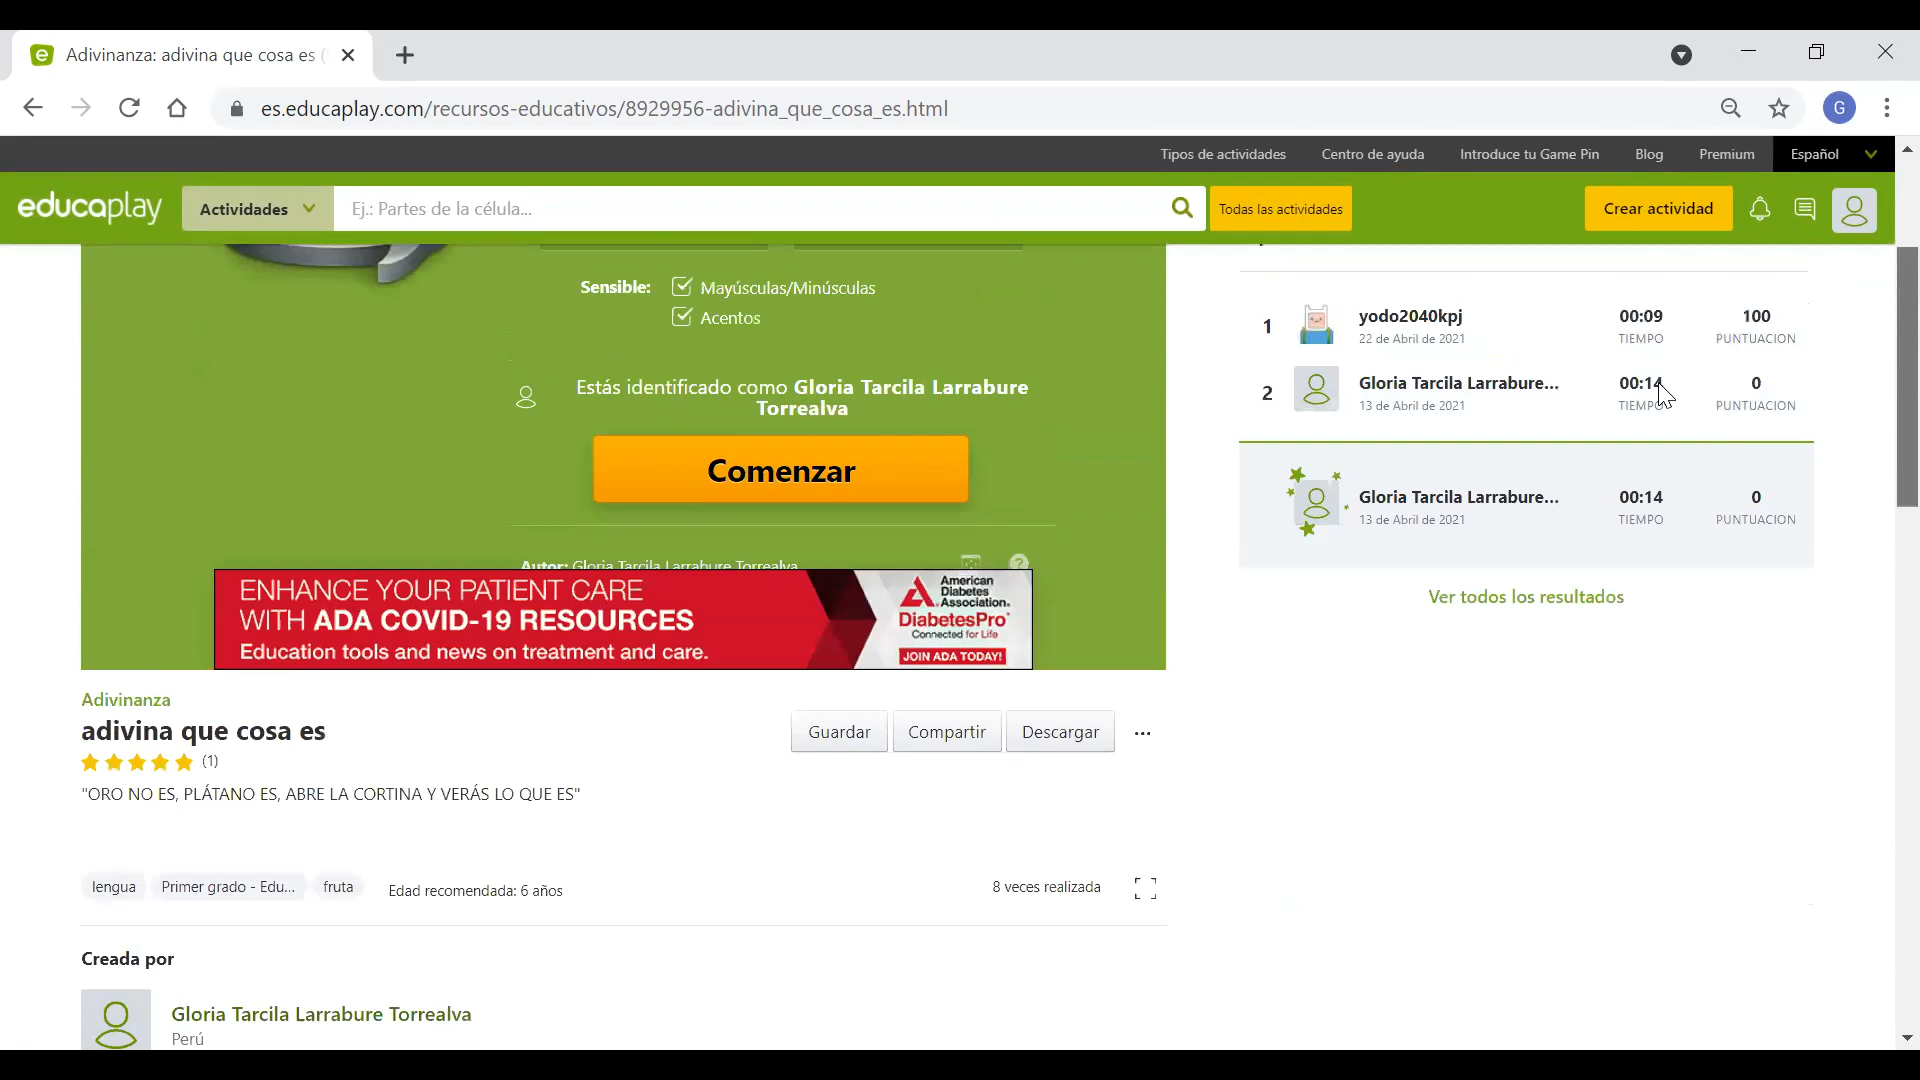 Adivinanza: adivina que cosa es (
es.educaplay.com/recursos-educativos/8929956-adivina_que_cosa_es.html
G
Tipos de actividades
Centro de ayuda
Introduce tu Game Pin
Blog
Premium
Español
educaplay
Actividades
Ej.: Partes de la célula...
Todas las actividades
Crear actividad
Sensible:
Mayúsculas/Minúsculas
Acentos
Estás identificado como Gloria Tarcila Larrabure
Torrealva
Comenzar
Autor: Gloria Tarcila Larrabure Torrealva
ENHANCE YOUR PATIENT CARE
WITH ADA COVID-19 RESOURCES
Education tools and news on treatment and care.
American
Diabetes
Association.
DiabetesPro
Connected for Life
JOIN ADA TODAY!
1
yodo2040kpj
22 de Abril de 2021
00:09
TIEMPO
100
PUNTUACION
2
Gloria Tarcila Larrabure...
13 de Abril de 2021
00:14
TIEMPO
0
PUNTUACION
Gloria Tarcila Larrabure...
13 de Abril de 2021
00:14
TIEMPO
0
PUNTUACION
Ver todos los resultados
Adivinanza
adivina que cosa es
(1)
Guardar
Compartir
Descargar
...
"ORO NO ES, PLÁTANO ES, ABRE LA CORTINA Y VERÁS LO QUE ES"
lengua
Primer grado - Edu...
fruta
Edad recomendada: 6 años
8 veces realizada
Creada por
Gloria Tarcila Larrabure Torrealva
Perú